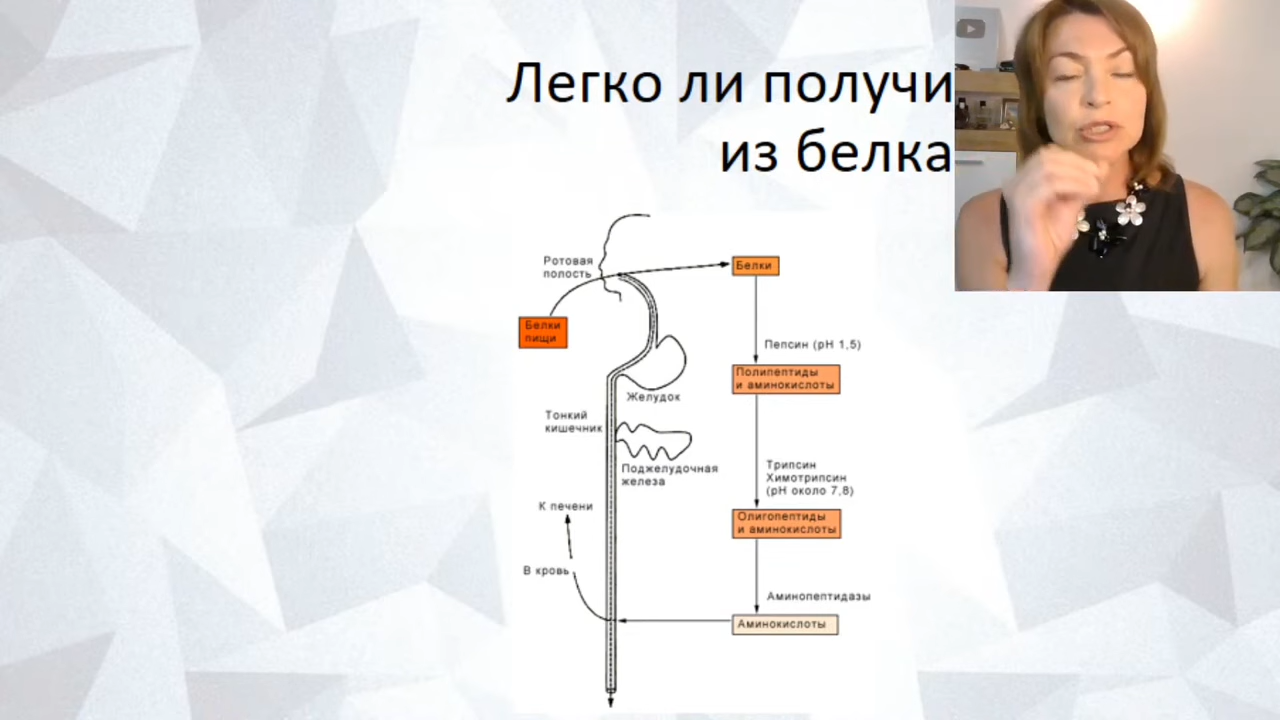 Легко ли получи
из белка
Ротовая
полость
Белки
Белки
пищи
Пепсин (pH 1,5)
Полипептиды
и аминокислоты
Желудок
Тонкий
кишечник
Поджелудочная
железа
Трипсин
Химотрипсин
(pH около 7,8)
К печени
Олигопептиды
и аминокислоты
В кровь
Аминопептидазы
Аминокислоты